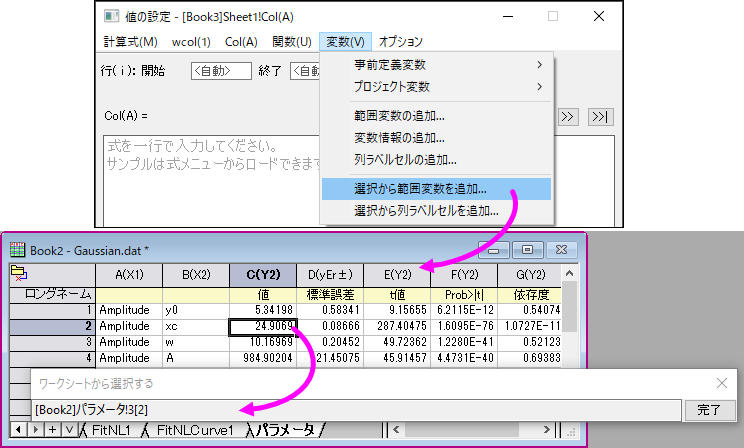 値の設定 - [Book3]Sheet1!Col(A)
計算式(M) wcol(1) Col(A) 関数(U) 変数(V) オプション
行(i): 開始 <自動> 終了 <自動
事前定義変数
プロジェクト変数
範囲変数の追加...
変数情報の追加...
列ラベルセルの追加...
選択から範囲変数を追加...
選択から列ラベルセルを追加...
Col(A) =
>> >>|
式を一行で入力してください。
サンプルは式メニューからロードできます
Book2 - Gaussian.dat *
A(X1) B(X2) C(Y2) D(yEr±) E(Y2) F(Y2) G(Y2)
ロングネーム 値 標準誤差 t値 Prob>|t| 依存度
1 Amplitude y0 5.34198 0.58341 9.15655 6.2115E-12 0.54074
2 Amplitude xc 24.9069 0.08666 287.40475 1.6095E-76 1.0727E-11
3 Amplitude w 10.16969 0.20452 49.72362 1.2280E-41 0.52123
4 Amplitude A 984.90204 21.45075 45.91457 4.4731E-40 0.69383
ワークシートから選択する
[Book2]パラメータ!3[2] 完了
FitNL1 FitNLCurve1 パラメータ